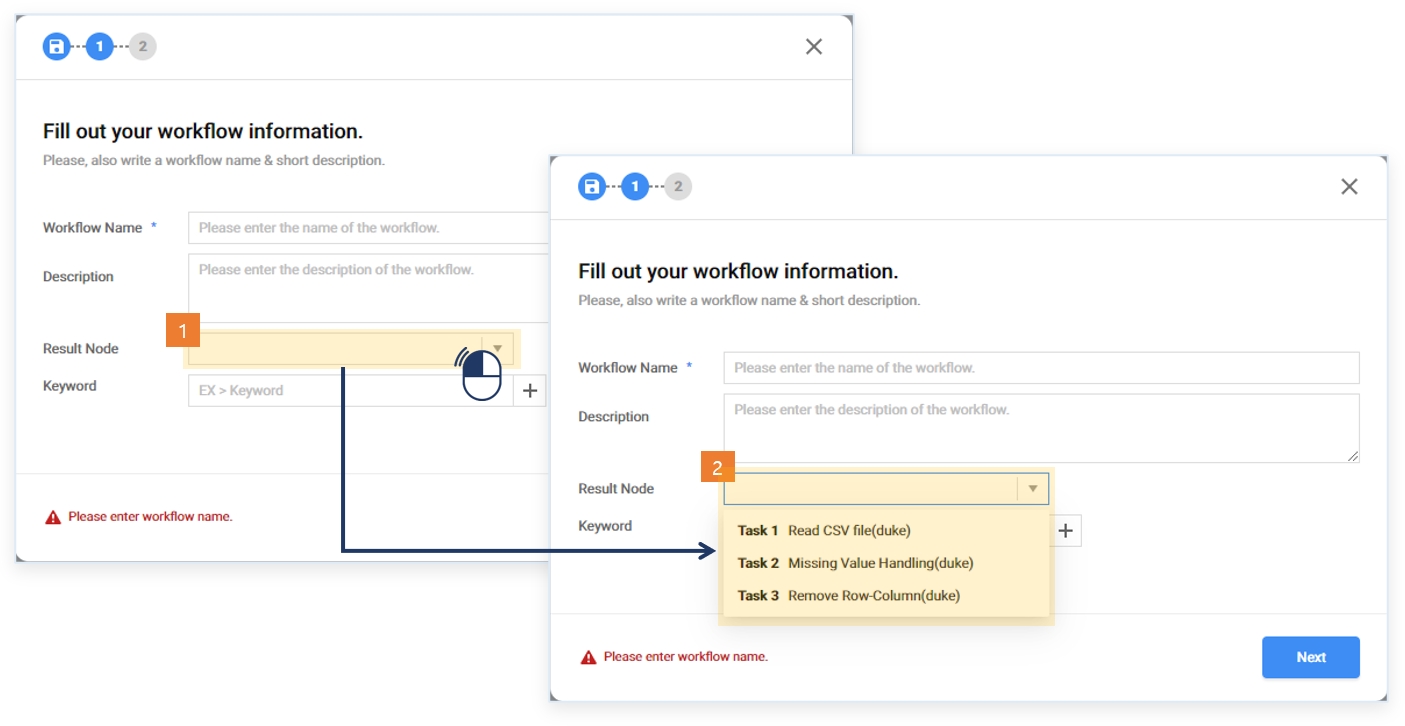 1 2
Fill out your workflow information.
Please, also write a workflow name & short description.
Workflow Name * Please enter the name of the workflow.
Description Please enter the description of the workflow.
1
Result Node
Keyword EX > Keyword +
Please enter workflow name.
1 2
Fill out your workflow information.
Please, also write a workflow name & short description.
Workflow Name * Please enter the name of the workflow.
Description Please enter the description of the workflow.
2
Result Node
Keyword +
Task 1 Read CSV file(duke)
Task 2 Missing Value Handling(duke)
Task 3 Remove Row-Column(duke)
Please enter workflow name.
Next